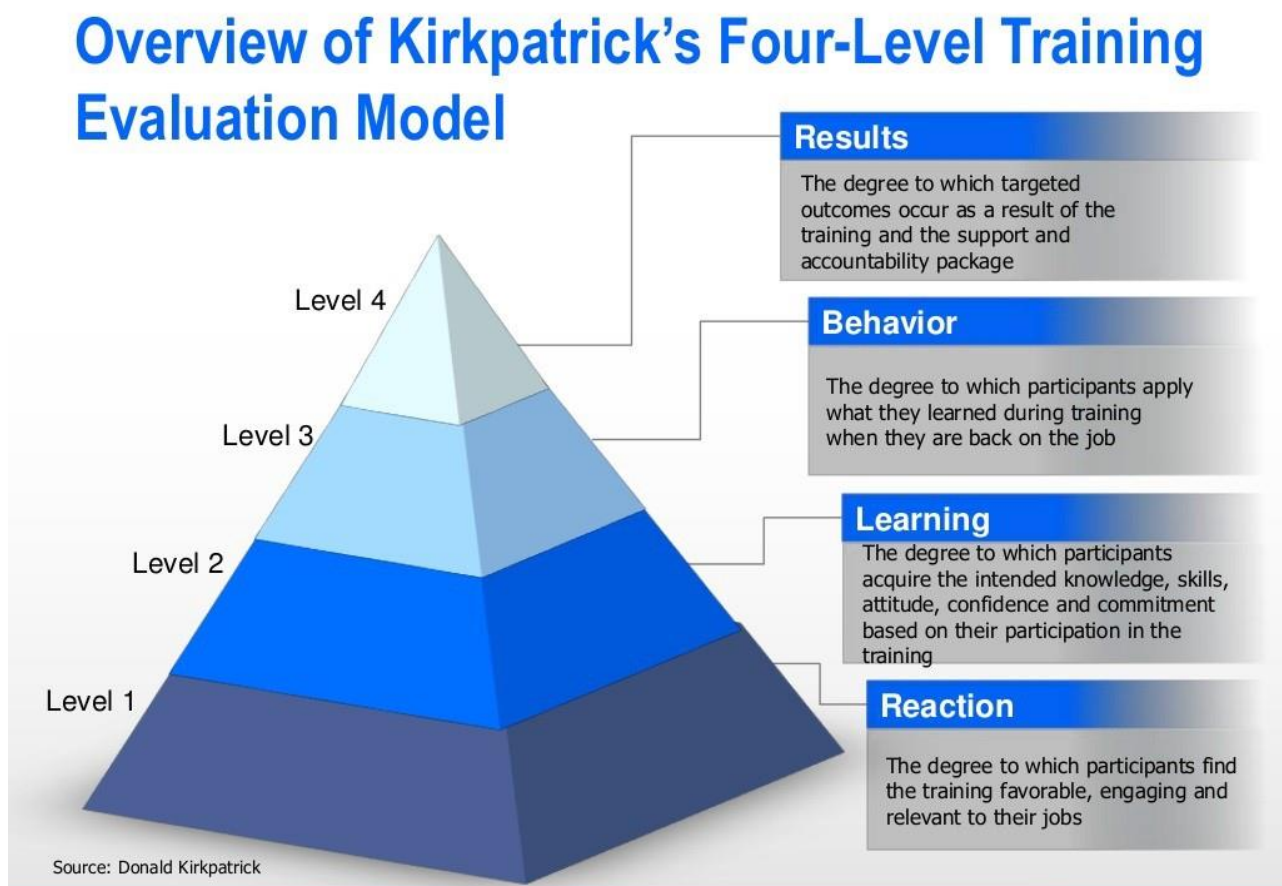 Overview of Kirkpatrick's Four-Level Training
Evaluation Model
Results
The degree to which targeted
outcomes occur as a result of the
training and the support and
accountability package
Level 4
Behavior
The degree to which participants apply
what they learned during training
when they are back on the job
Level 3
Learning
The degree to which participants
acquire the intended knowledge, skills,
attitude, confidence and commitment
based on their participation in the
training
Level 2
Reaction
The degree to which participants find
the training favorable, engaging and
relevant to their jobs
Level 1
Source: Donald Kirkpatrick